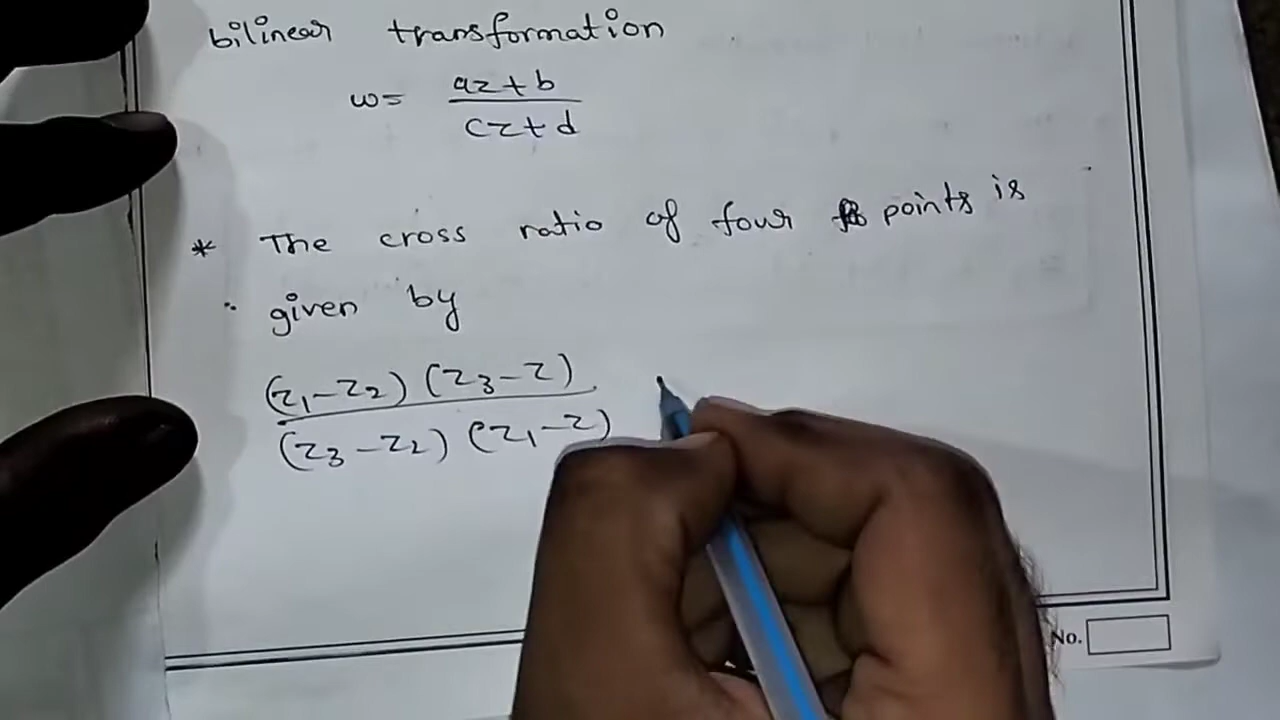 bilinear transformation
w= az+b
cz+d
* The cross ratio of four points is
given by
(z1-z2) (z3-z)
(z3-z2) (z1-z)
No.